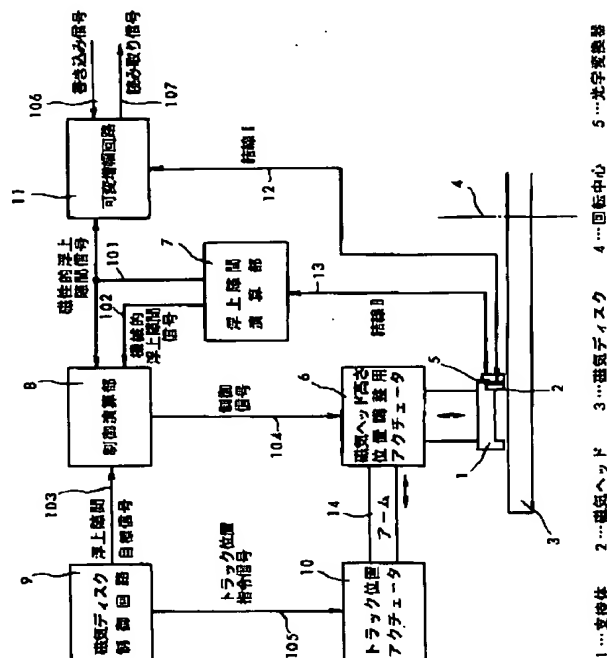 9
磁気ディスク
制御回路
103
浮上隙間
目標信号
8
制御演算部
102
機械的
浮上隙間
信号
101
磁性的浮上
隙間信号
11
可変増幅回路
106
書き込み信号
107
読み取り信号
7
浮上隙間
演算部
12
結線I
13
結線II
104
制御
信号
6
磁気ヘッド高さ
位置調整用
アクチェータ
105
トラック位置
指令信号
10
トラック位置
アクチェータ
14
アーム
1
2
3
4
5
1…支持体 2…磁気ヘッド 3…磁気ディスク 4…回転中心 5…光学変換器